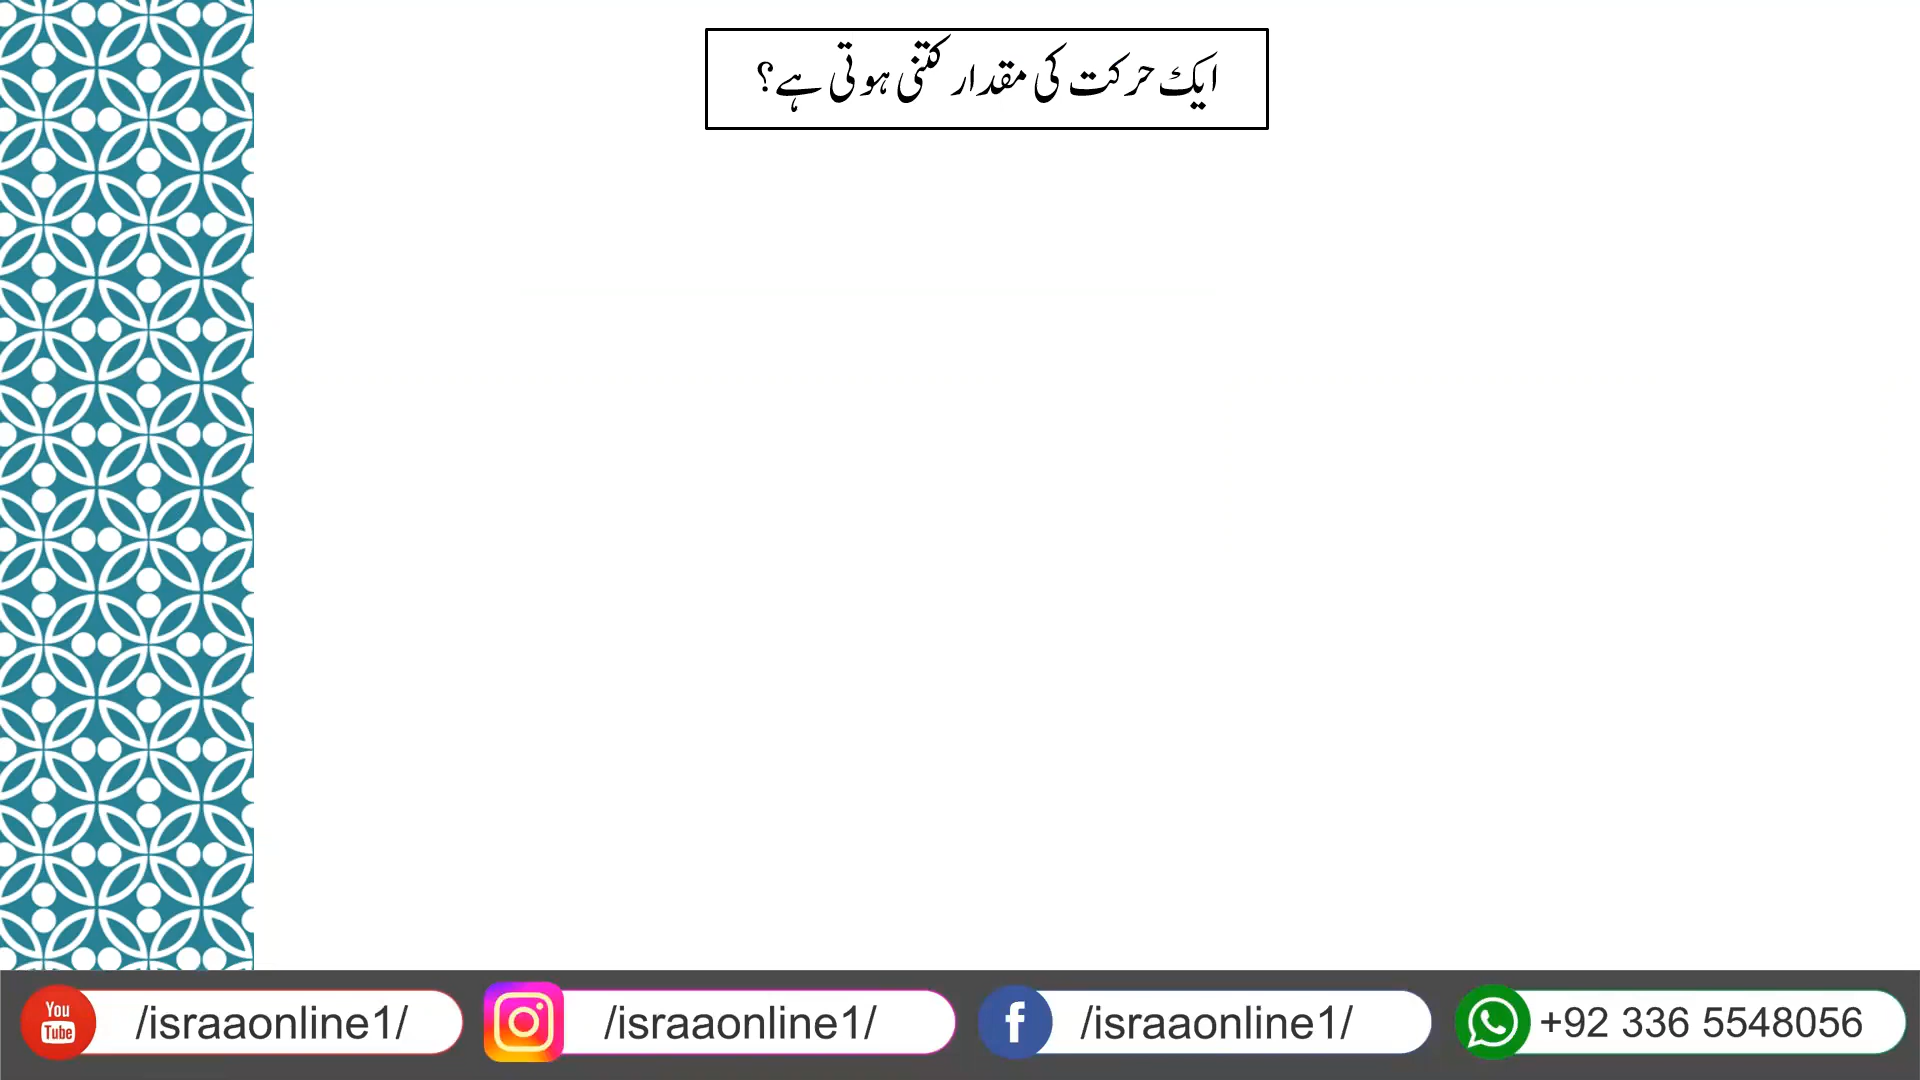 ایک حرکت کی مقدار کتنی ہوتی ہے؟
You
Tube
/israaonline1/
/israaonline1/
f
/israaonline1/
+92 336 5548056